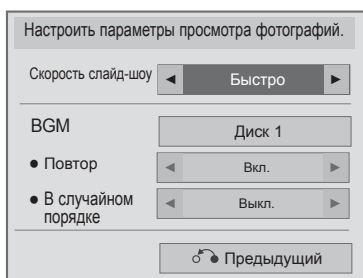 Настроить параметры просмотра фотографий.
Скорость слайд-шоу ◄ Быстро ►
BGM Диск 1
● Повтор ◄ Вкл. ►
● В случайном ◄ Выкл. ►
порядке
Предыдущий